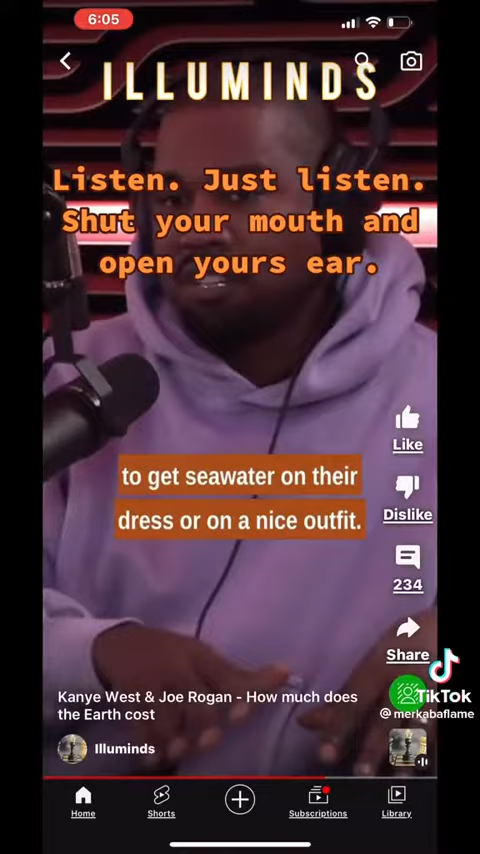 6:05
ILLUMINDS
Listen. Just listen.
Shut your mouth and
open yours ear.
to get seawater on their
dress or on a nice outfit.
Like
Dislike
234
Share
TikTok
@merkabaflame
Kanye West & Joe Rogan - How much does
the Earth cost
Illuminds
Home
Shorts
Subscriptions
Library